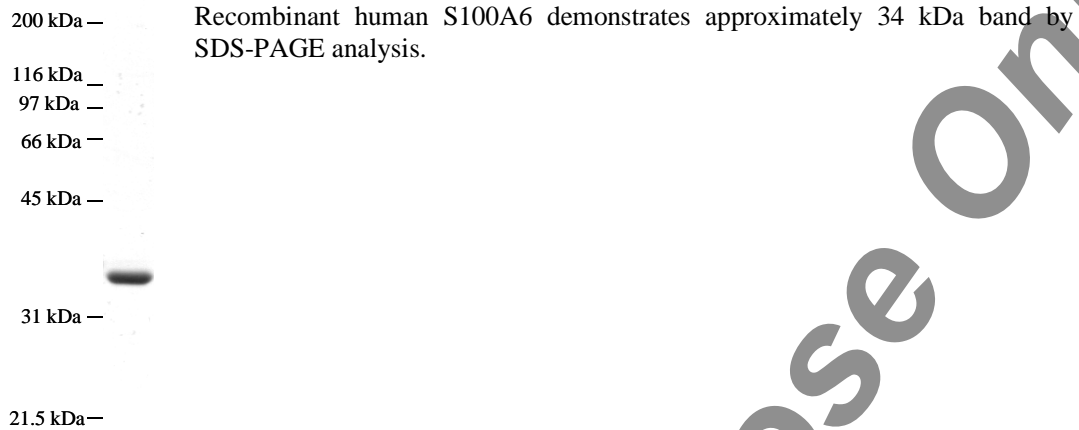 200 kDa
Recombinant human S100A6 demonstrates approximately 34 kDa band by
SDS-PAGE analysis.
116 kDa
97 kDa
66 kDa
45 kDa
31 kDa
21.5 kDa